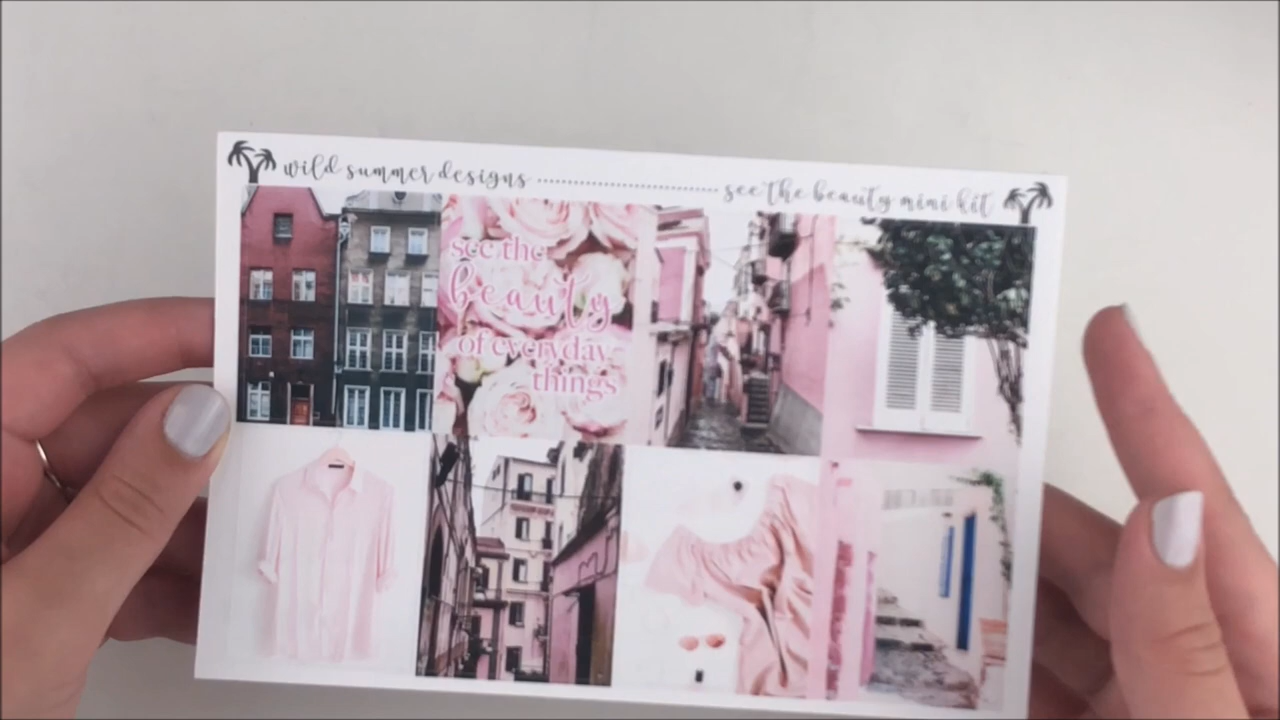 wild summer designs
see the beauty mini kit
see the
beauty
of everyday
things